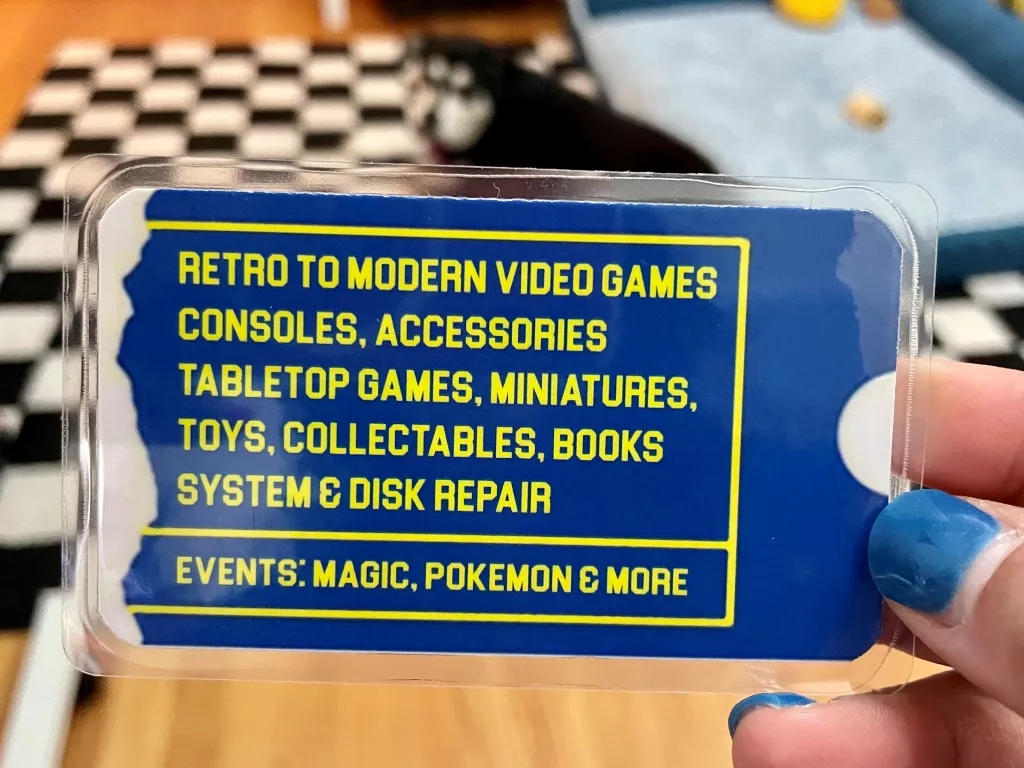 RETRO TO MODERN VIDEO GAMES
CONSOLES, ACCESSORIES
TABLETOP GAMES, MINIATURES,
TOYS, COLLECTABLES, BOOKS
SYSTEM & DISK REPAIR
EVENTS: MAGIC, POKEMON & MORE